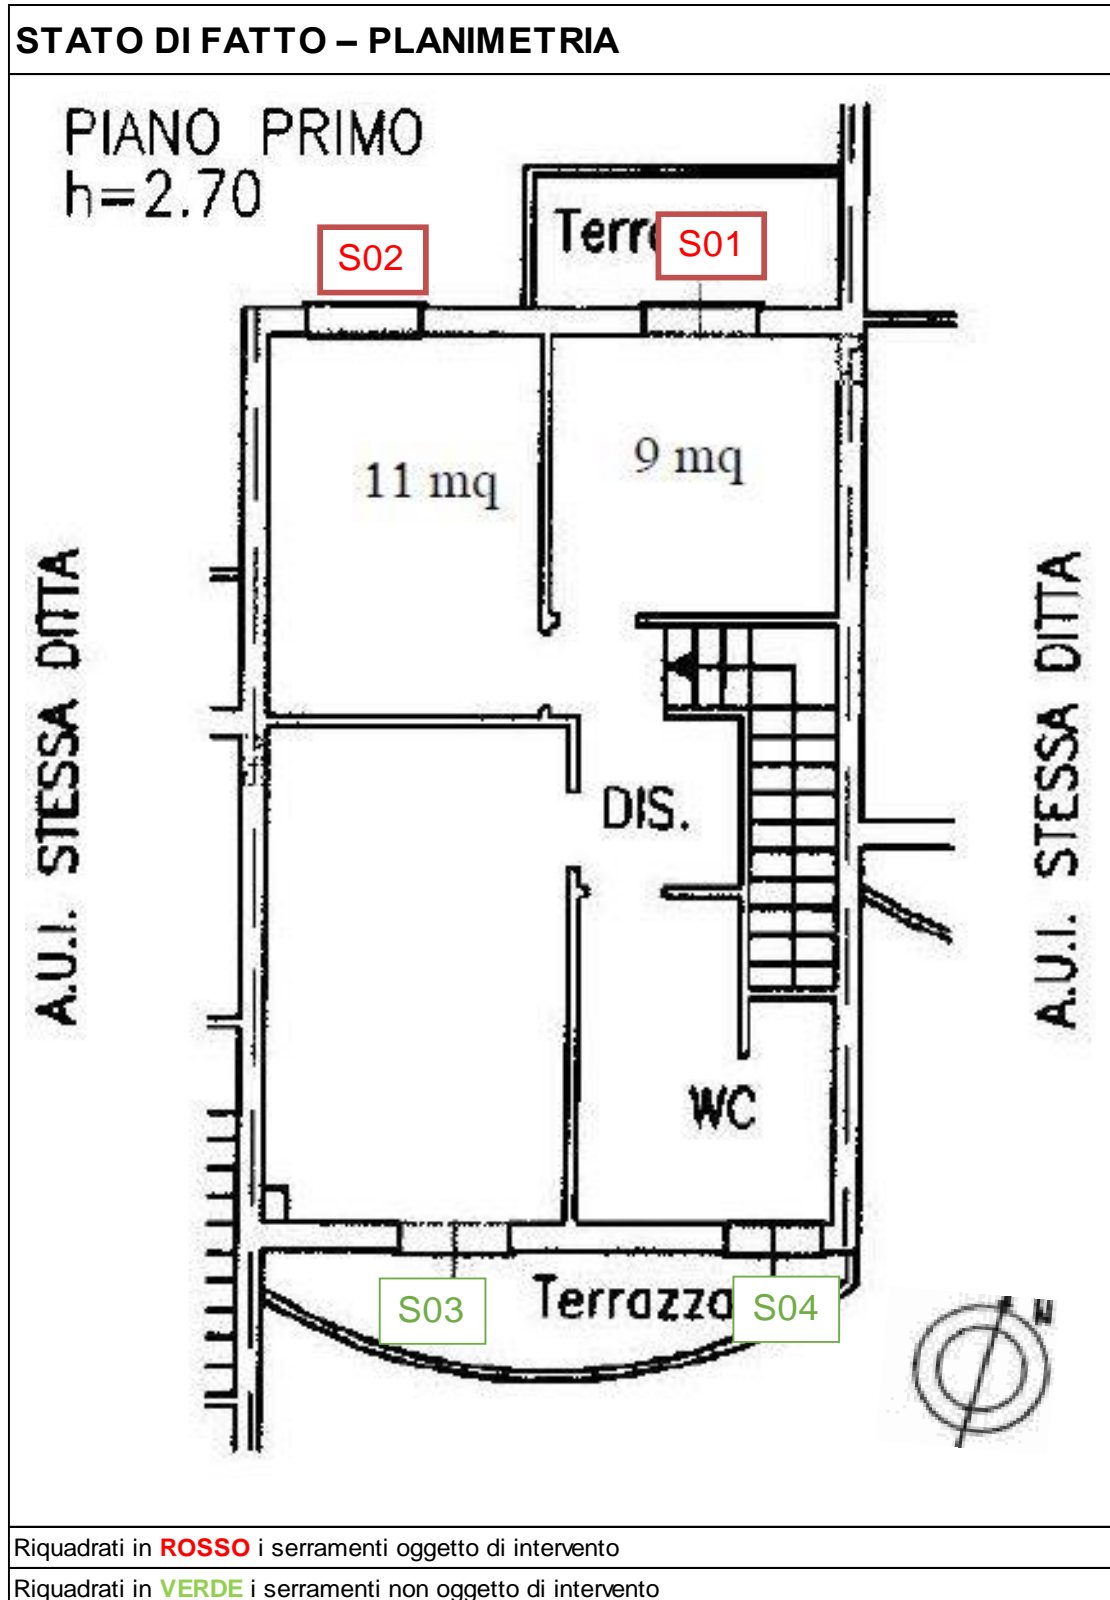 STATO DI FATTO – PLANIMETRIA
PIANO PRIMO
h=2.70
S02
Terr S01
11 mq
9 mq
A.U.I. STESSA DITTA
A.U.I. STESSA DITTA
DIS.
WC
S03
Terrazza
S04
N
Riquadrati in ROSSO i serramenti oggetto di intervento
Riquadrati in VERDE i serramenti non oggetto di intervento